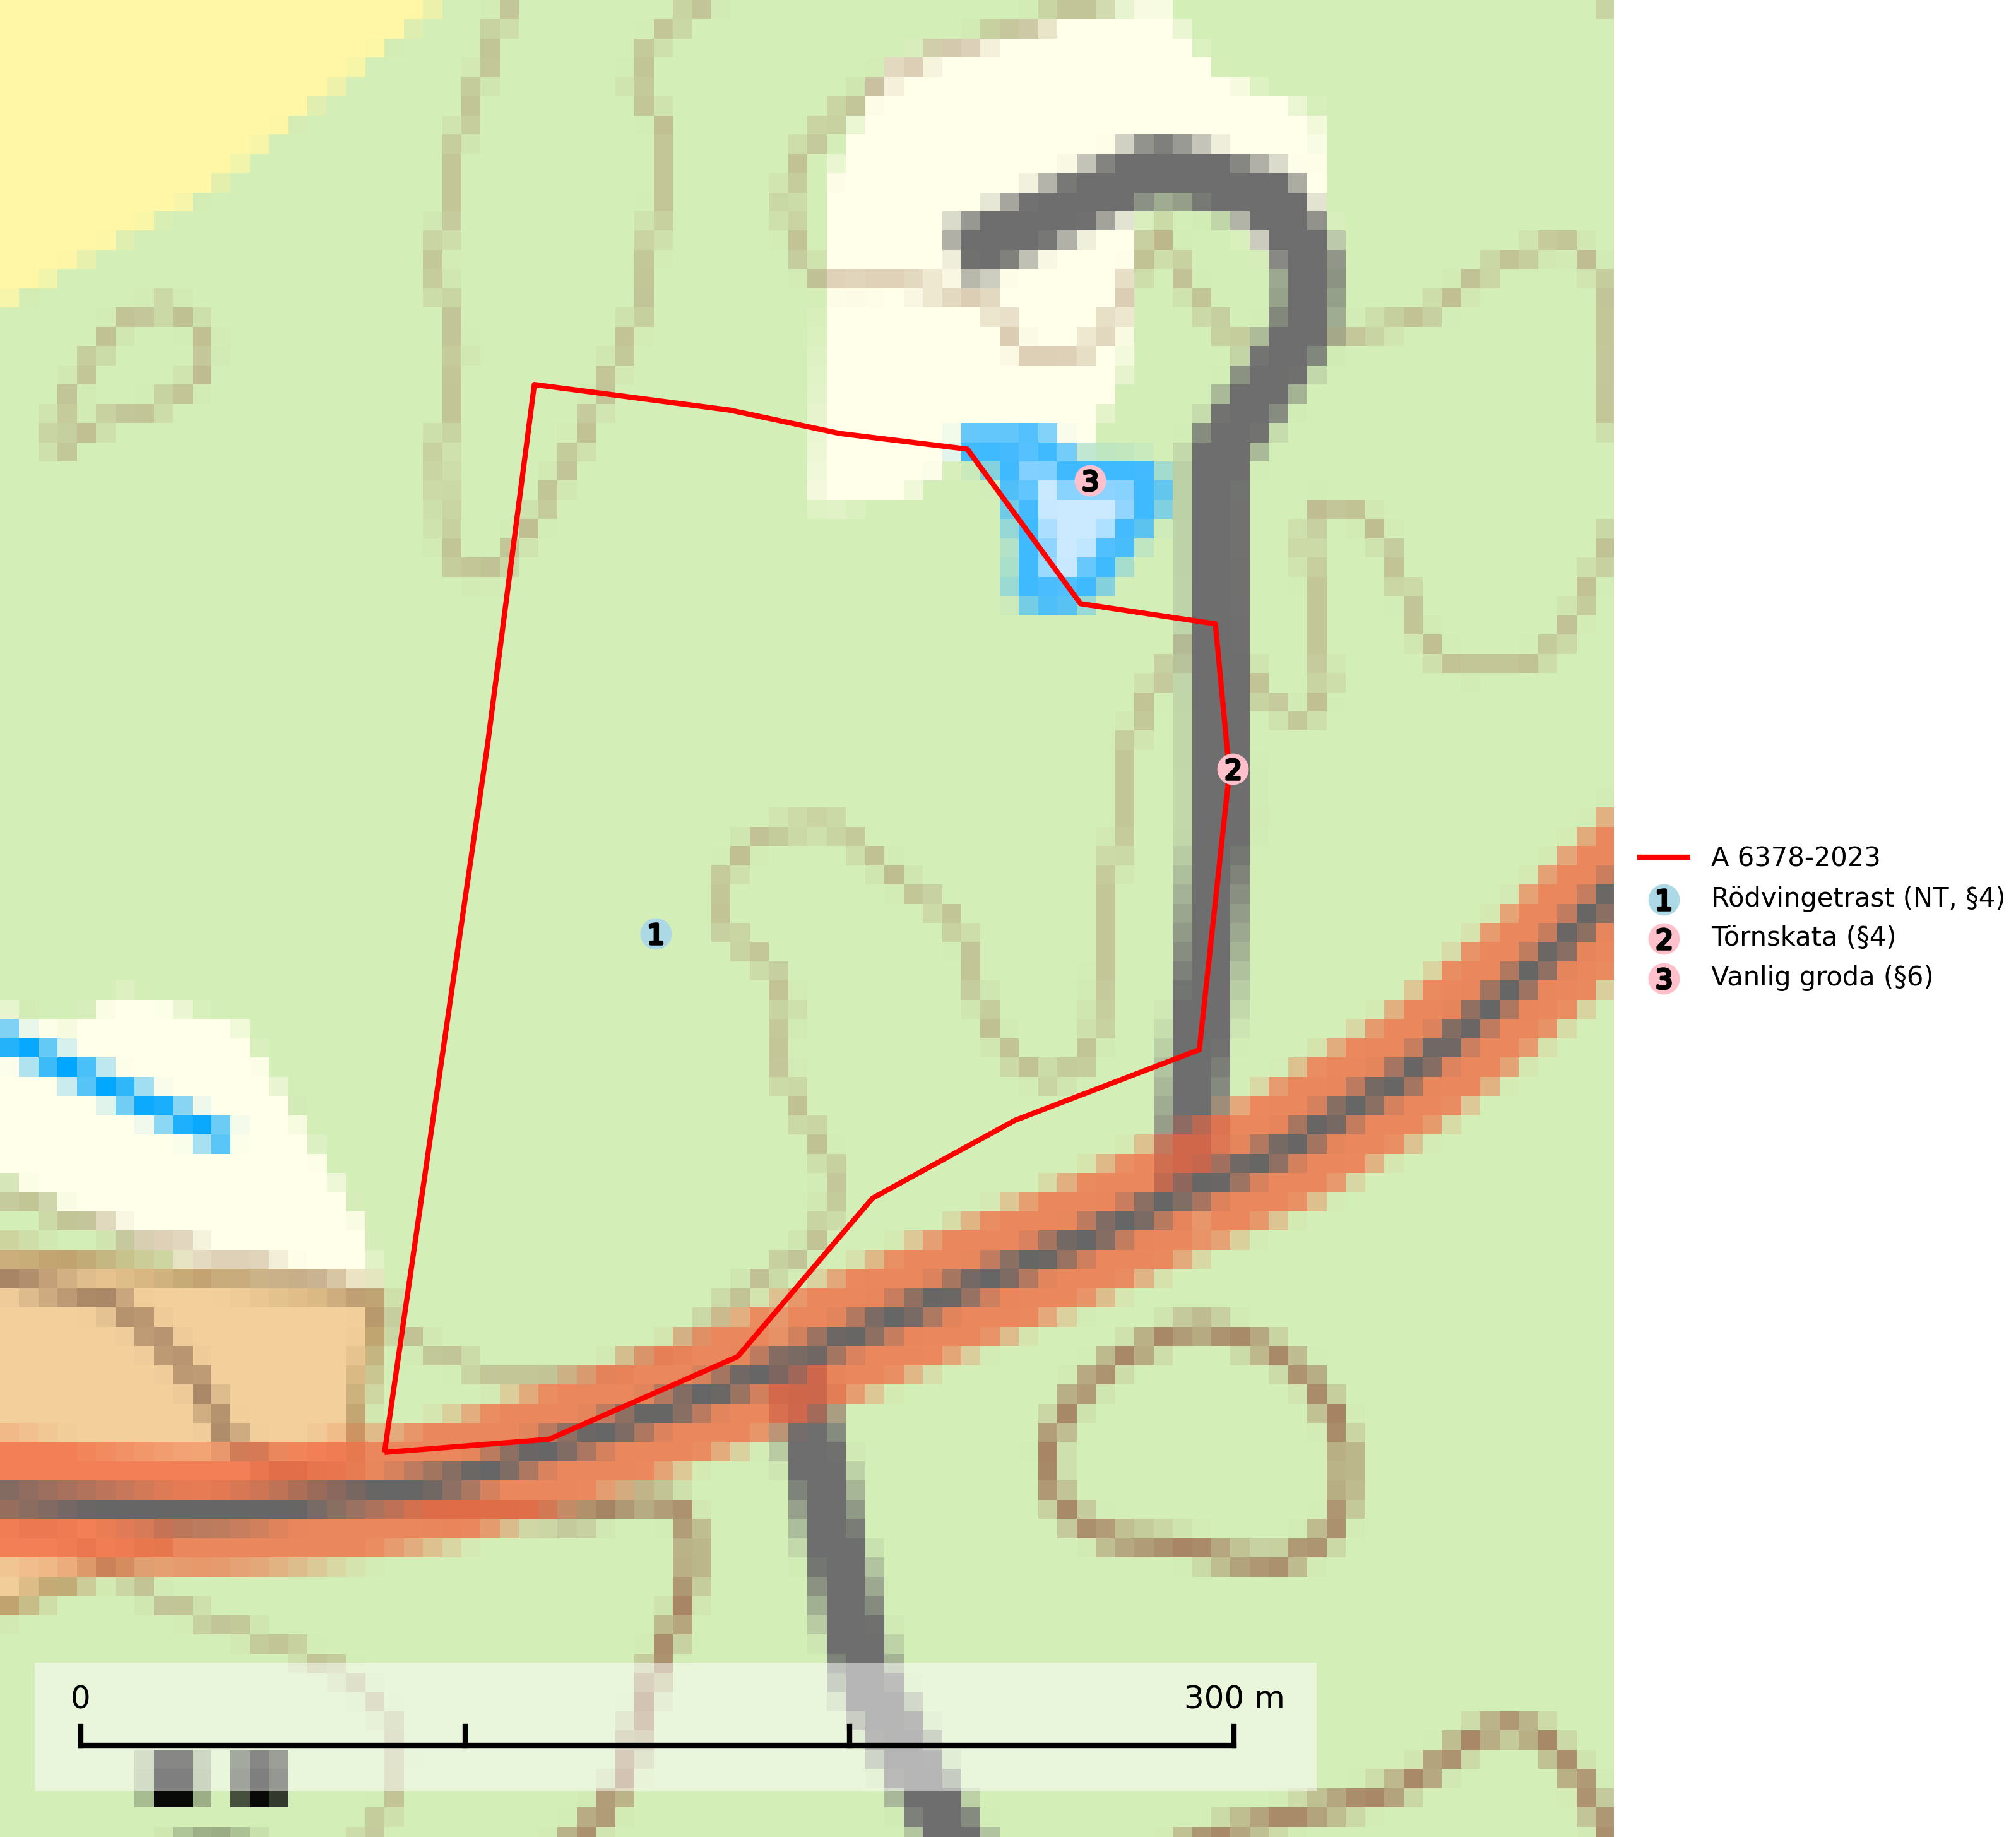 3
2
1
A 6378-2023
1 Rödvingetrast (NT, §4)
2 Törnskata (§4)
3 Vanlig groda (§6)
0 300 m